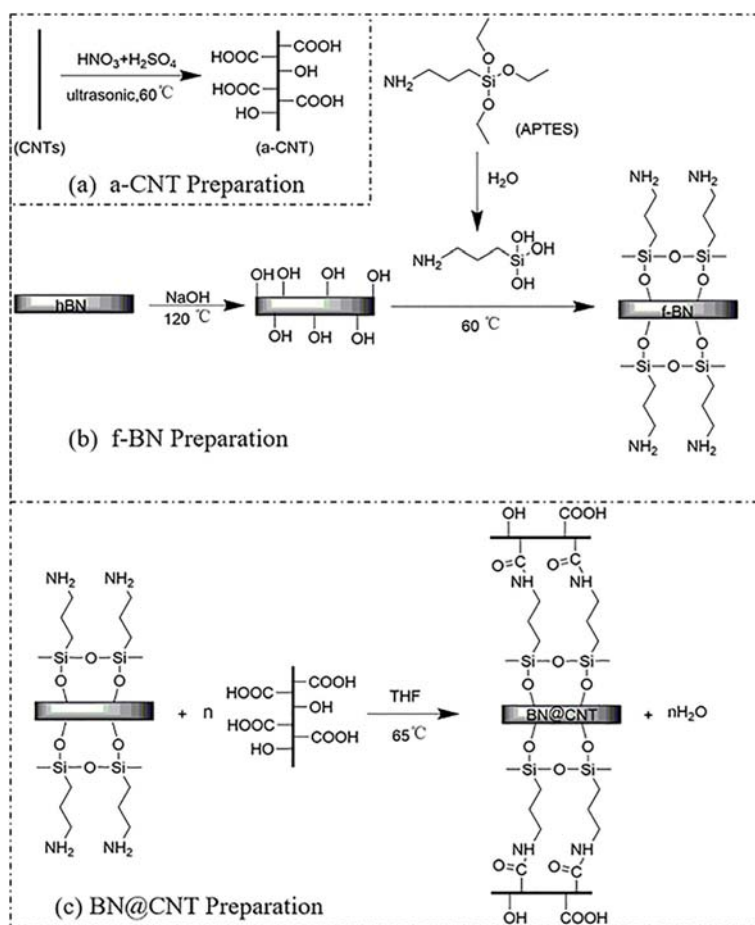 HNO₃+H₂SO₄
ultrasonic,60℃
(CNTs)
HOOC
COOH
OH
HOOC
COOH
HO
(a-CNT)
(a) a-CNT Preparation
NH₂
Si
O
O
O
(APTES)
H₂O
NH₂
Si
OH
OH
OH
hBN
NaOH
120 ℃
OH
OH
OH
OH
OH
OH
OH
60 ℃
NH₂
NH₂
Si
O
Si
O
O
f-BN
O
O
Si
O
Si
NH₂
NH₂
(b) f-BN Preparation
NH₂
NH₂
Si
O
Si
O
O
+
n
O
O
Si
O
Si
NH₂
NH₂
HOOC
COOH
OH
HOOC
COOH
HO
THF
65℃
OH
COOH
O
C
O
C
NH
NH
Si
O
Si
O
O
BN@CNT
+ nH₂O
O
O
Si
O
Si
NH
NH
O
C
O
C
OH
COOH
(c) BN@CNT Preparation